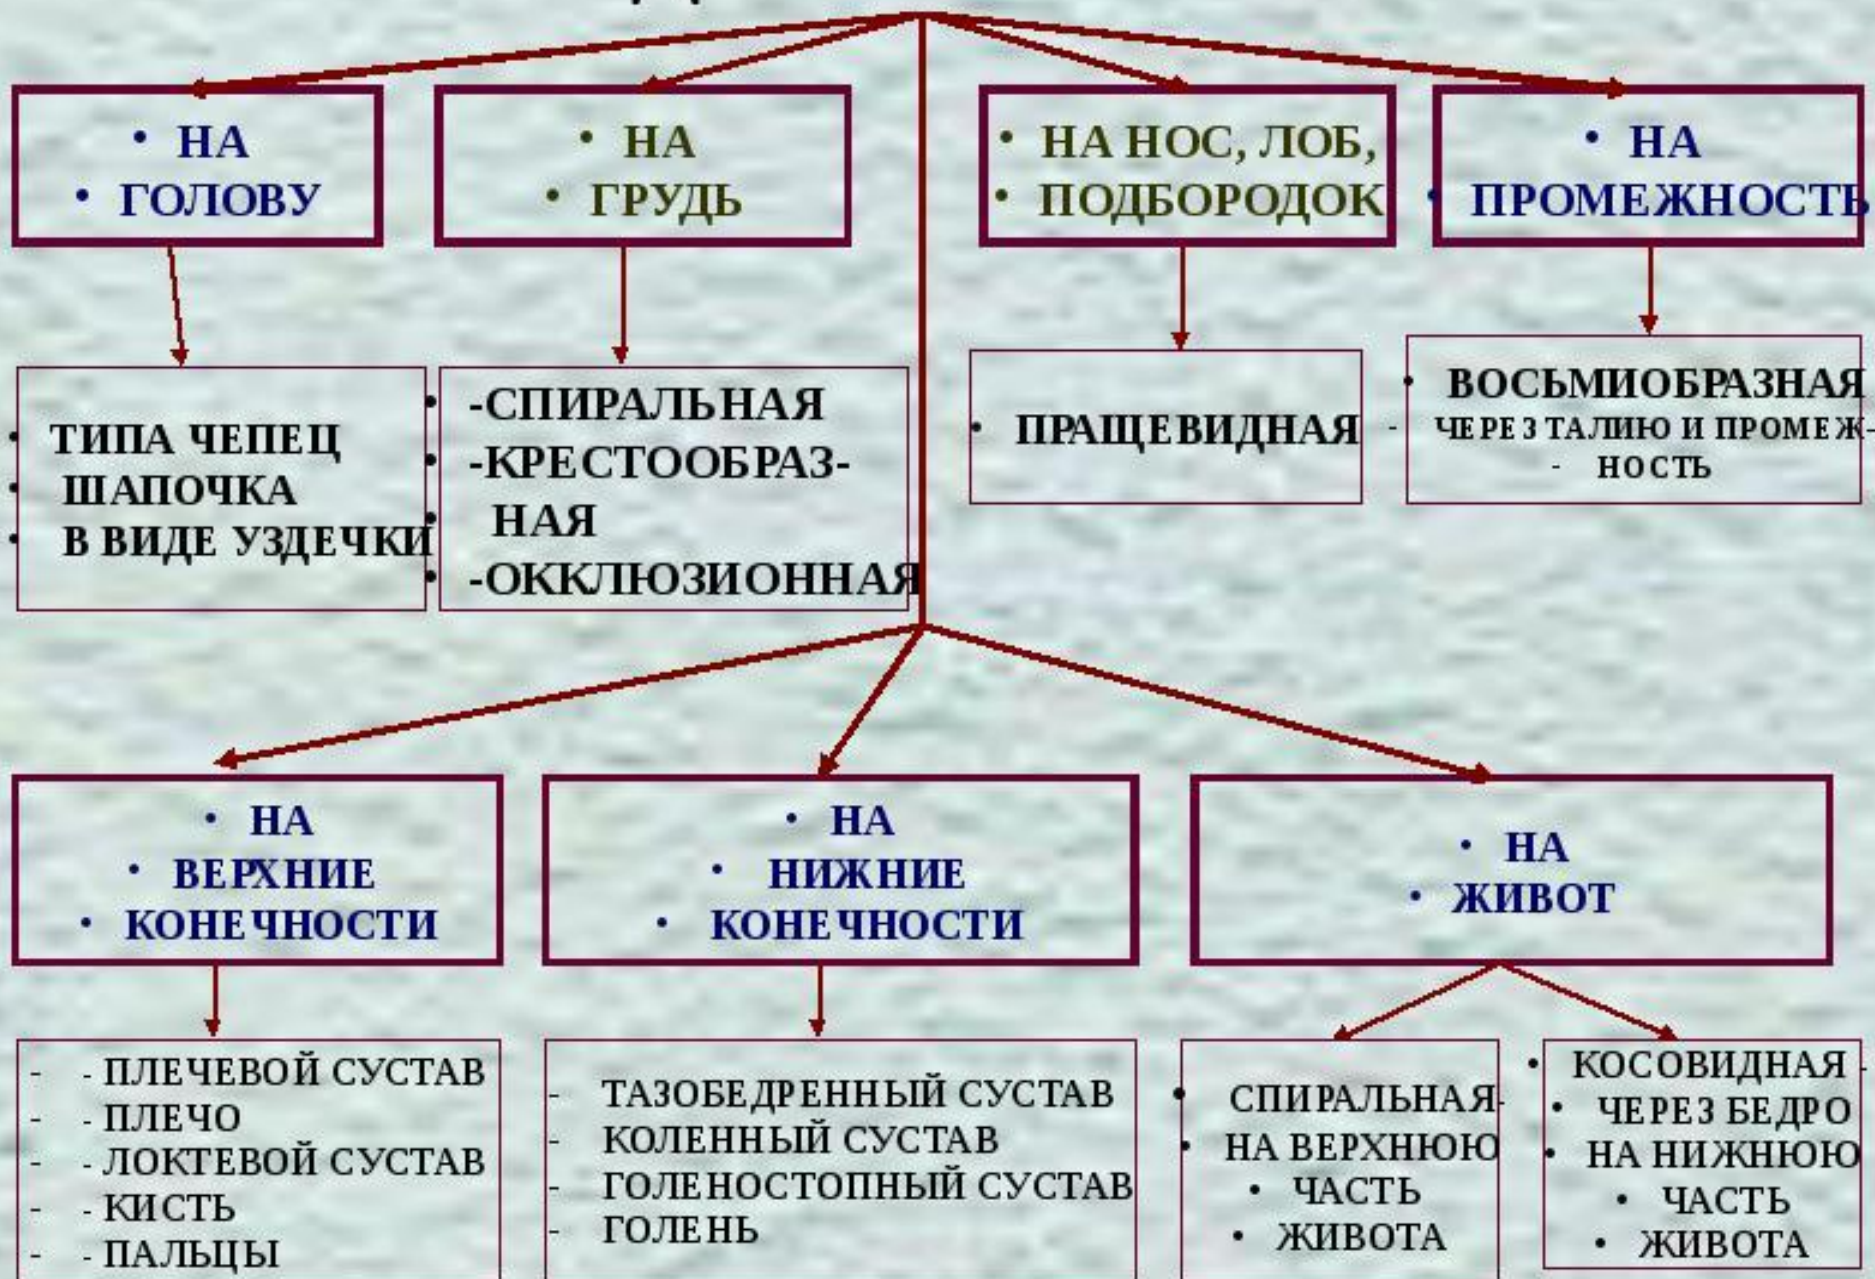 • НА
• ГОЛОВУ
• НА
• ГРУДЬ
• НА НОС, ЛОБ,
• ПОДБОРОДОК
• НА
• ПРОМЕЖНОСТЬ
• ТИПА ЧЕПЕЦ
• ШАПОЧКА
• В ВИДЕ УЗДЕЧКИ
• -СПИРАЛЬНАЯ
• -КРЕСТООБРАЗ-
• НАЯ
• -ОККЛЮЗИОННАЯ
• ПРАЩЕВИДНАЯ
• ВОСЬМИОБРАЗНАЯ
- ЧЕРЕЗ ТАЛИЮ И ПРОМЕЖ-
- НОСТЬ
• НА
• ВЕРХНИЕ
• КОНЕЧНОСТИ
• НА
• НИЖНИЕ
• КОНЕЧНОСТИ
• НА
• ЖИВОТ
- - ПЛЕЧЕВОЙ СУСТАВ
- - ПЛЕЧО
- - ЛОКТЕВОЙ СУСТАВ
- - КИСТЬ
- - ПАЛЬЦЫ
- ТАЗОБЕДРЕННЫЙ СУСТАВ
- КОЛЕННЫЙ СУСТАВ
- ГОЛЕНОСТОПНЫЙ СУСТАВ
- ГОЛЕНЬ
• СПИРАЛЬНАЯ-
• НА ВЕРХНЮЮ
• ЧАСТЬ
• ЖИВОТА
• КОСОВИДНАЯ -
• ЧЕРЕЗ БЕДРО
• НА НИЖНЮЮ
• ЧАСТЬ
• ЖИВОТА